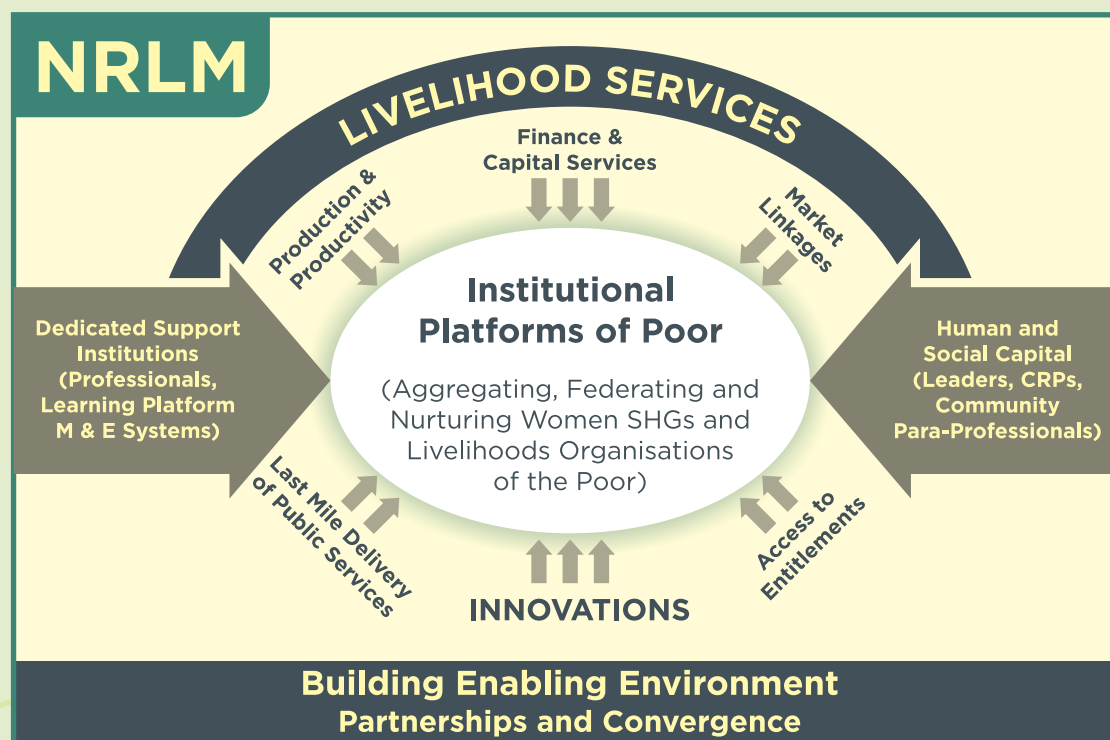 NRLM
LIVELIHOOD SERVICES
Finance &
Capital Services
Production &
Productivity
Market
Linkages
Institutional
Platforms of Poor
(Aggregating, Federating and
Nurturing Women SHGs and
Livelihoods Organisations
of the Poor)
Dedicated Support
Institutions
(Professionals,
Learning Platform
M & E Systems)
Human and
Social Capital
(Leaders, CRPs,
Community
Para-Professionals)
Last Mile Delivery
of Public Services
INNOVATIONS
Access to
Entitlements
Building Enabling Environment
Partnerships and Convergence